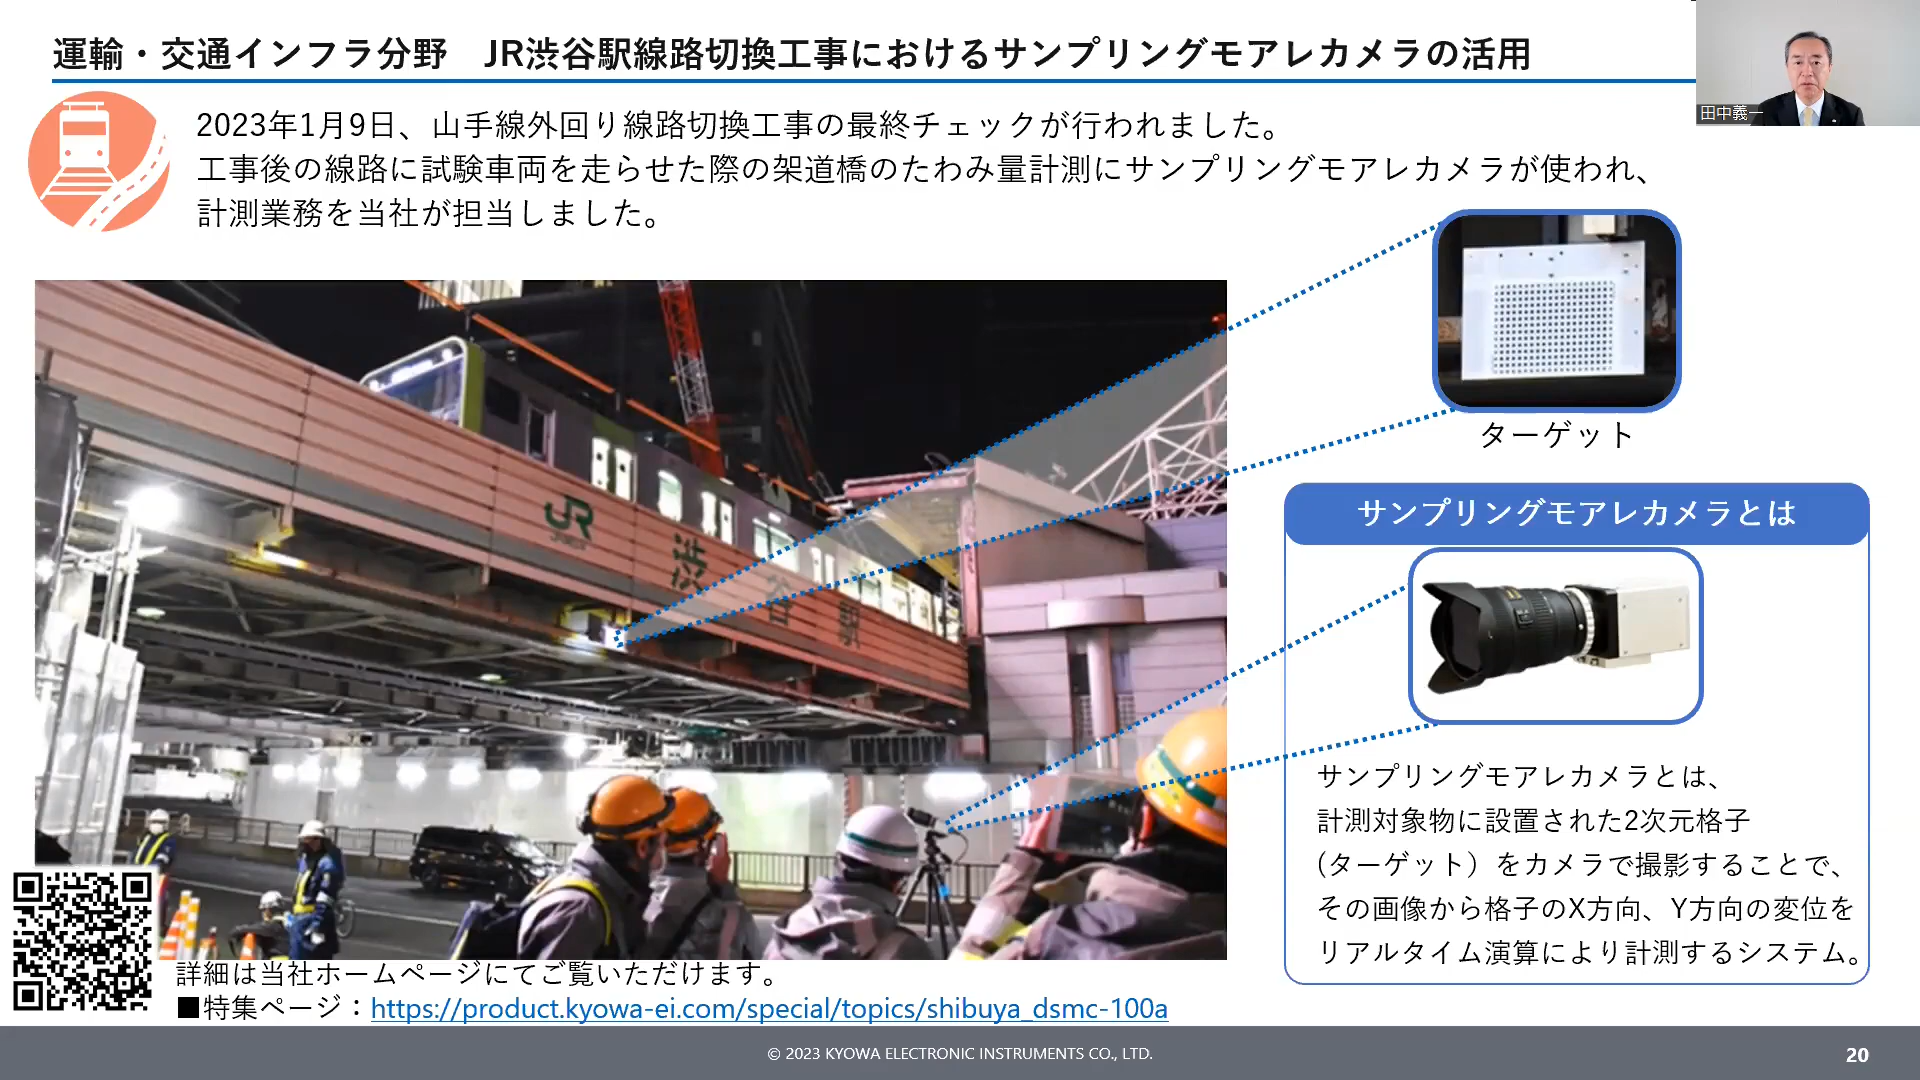 運輸・交通インフラ分野　JR渋谷駅線路切換工事におけるサンプリングモアレカメラの活用
田中義一
2023年1月9日、山手線外回り線路切換工事の最終チェックが行われました。
工事後の線路に試験車両を走らせた際の架道橋のたわみ量計測にサンプリングモアレカメラが使われ、
計測業務を当社が担当しました。
ターゲット
JR
渋谷駅
サンプリングモアレカメラとは
サンプリングモアレカメラとは、
計測対象物に設置された2次元格子
(ターゲット）をカメラで撮影することで、
その画像から格子のX方向、Y方向の変位を
リアルタイム演算により計測するシステム。
詳細は当社ホームページにてご覧いただけます。
■特集ページ：https://product.kyowa-ei.com/special/topics/shibuya_dsmc-100a
© 2023 KYOWA ELECTRONIC INSTRUMENTS CO., LTD.
20